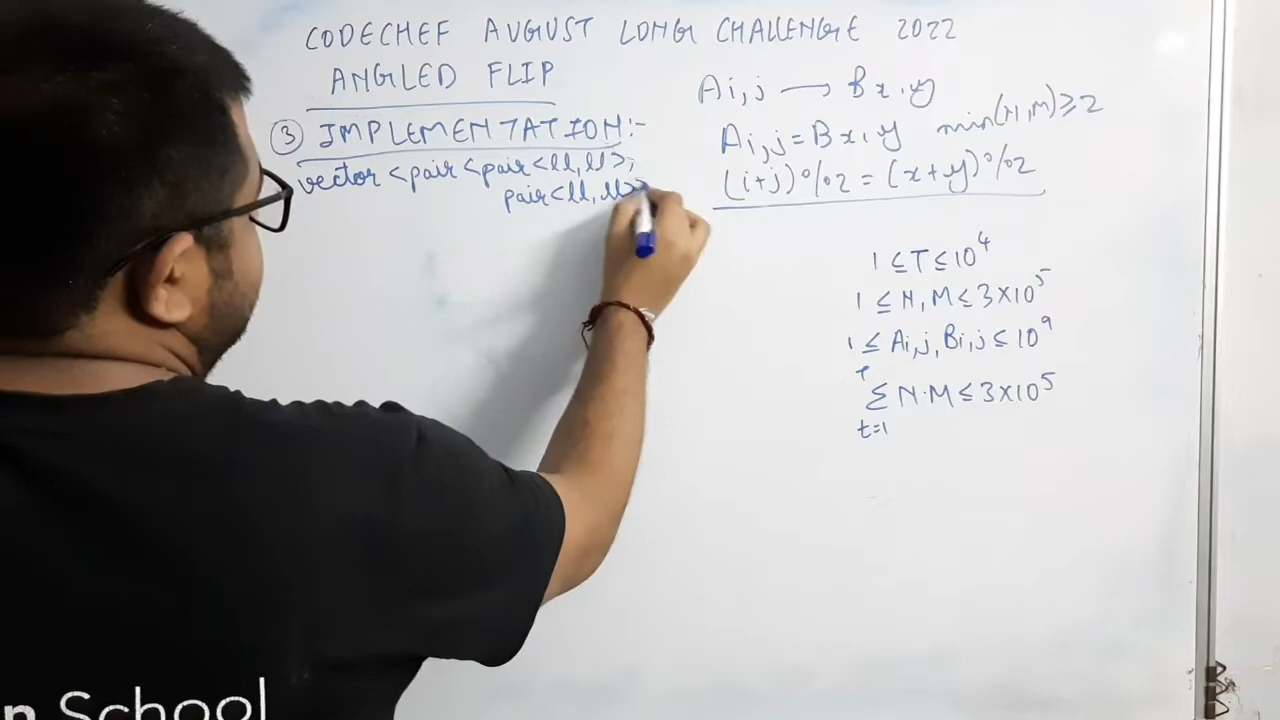 CODECHEF AUGUST LONG CHALLENGE 2022
ANGLED FLIP
③ IMPLEMENTATION:-
vector <pair <pair <ll, ll>,
pair <ll, ll>>
Ai,j → Bx,y
min(N,M)≥2
Ai,j = Bx,y
(i+j)%2 = (x+y)%2
1 ≤ T ≤ 10^4
1 ≤ N, M ≤ 3×10^5
1 ≤ Ai,j, Bi,j ≤ 10^9
T
Σ N·M ≤ 3×10^5
t=1
n School